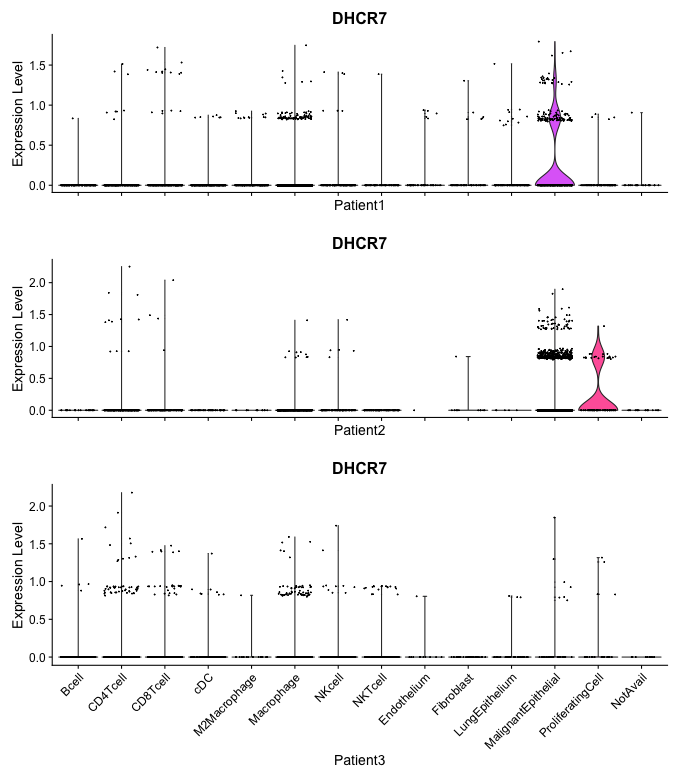 DHCR7
Expression Level
1.5
1.0
0.5
0.0
Patient1
DHCR7
Expression Level
2.0
1.5
1.0
0.5
0.0
Patient2
DHCR7
Expression Level
2.0
1.5
1.0
0.5
0.0
Bcell
CD4Tcell
CD8Tcell
cDC
M2Macrophage
Macrophage
NKcell
NKTcell
Endothelium
Fibroblast
LungEpithelium
MalignantEpithelial
ProliferatingCell
NotAvail
Patient3